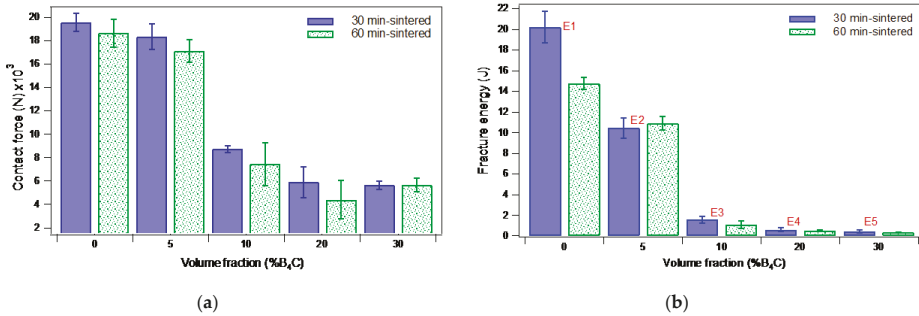 20
18
16
14
12
10
8
6
4
2
Contact force (N) x10³
30 min-sintered
60 min-sintered
0 5 10 20 30
Volume fraction (%B₄C)
(a)
22
20
18
16
14
12
10
8
6
4
2
0
Fracture energy (J)
30 min-sintered
60 min-sintered
E1
E2
E3
E4
E5
0 5 10 20 30
Volume fraction (%B₄C)
(b)